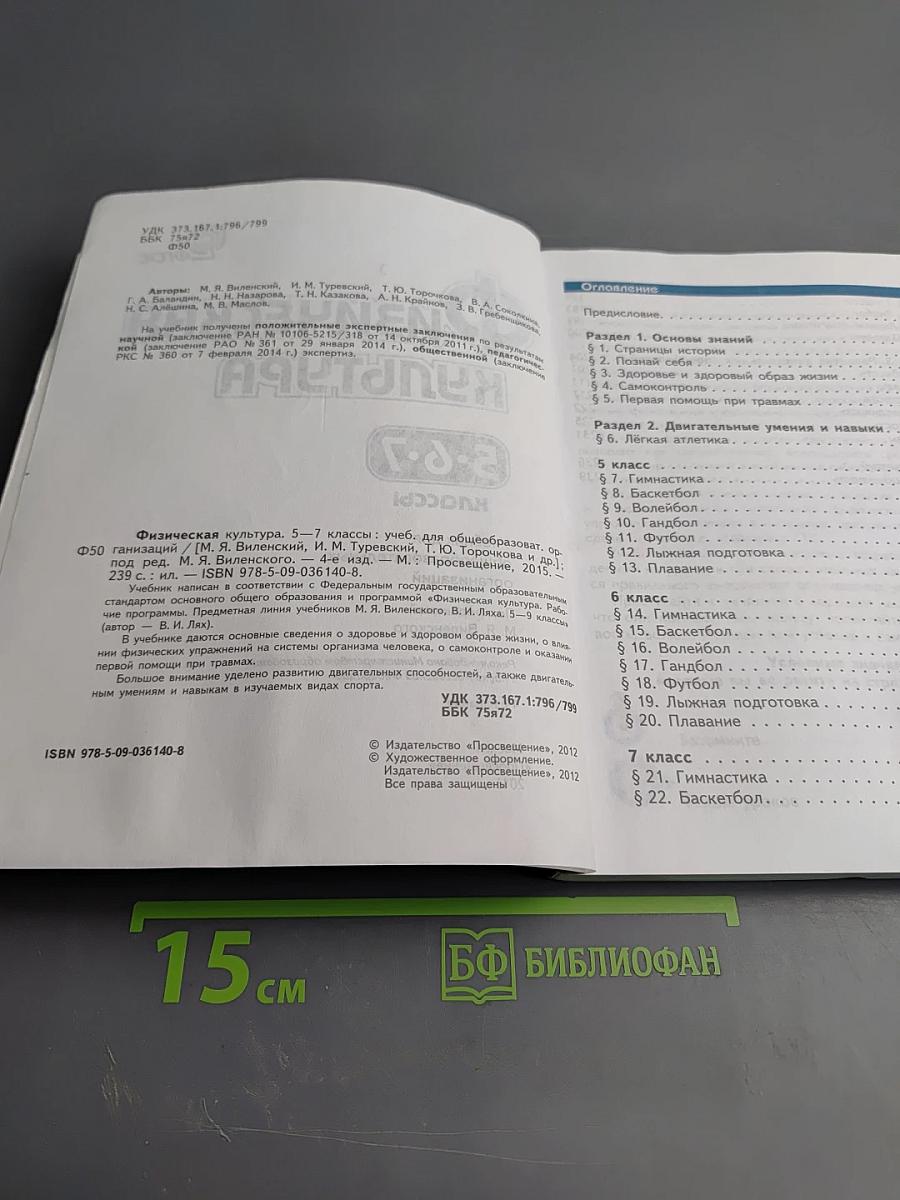 УДК 373.167.1:796/799
ББК 75я72
Ф50
Авторы: М. Я. Виленский, И. М. Туревский, Т. Ю. Торочкова, В. А. Соколкина,
Г. А. Баландин, Н. Н. Назарова, Т. Н. Казакова, А. Н. Крайнов, З. В. Гребенщикова,
Н. С. Алёшина, М. В. Маслов.
На учебник получены положительные экспертные заключения по результатам
научной (заключение РАН № 10106-5215/318 от 14 октября 2011 г.), педагогичес-
кой (заключение РАО № 361 от 29 января 2014 г.), общественной (заключение
РКС № 360 от 7 февраля 2014 г.) экспертиз.
Физическая культура. 5—7 классы : учеб. для общеобразоват. ор-
Ф50 ганизаций / [М. Я. Виленский, И. М. Туревский, Т. Ю. Торочкова и др.];
под ред. М. Я. Виленского. — 4-е изд. — М. : Просвещение, 2015. —
239 с. : ил. — ISBN 978-5-09-036140-8.
Учебник написан в соответствии с Федеральным государственным образовательным
стандартом основного общего образования и программой «Физическая культура. Рабо-
чие программы. Предметная линия учебников М. Я. Виленского, В. И. Ляха. 5—9 классы»
(автор — В. И. Лях).
В учебнике даются основные сведения о здоровье и здоровом образе жизни, о влия-
нии физических упражнений на системы организма человека, о самоконтроле и оказании
первой помощи при травмах.
Большое внимание уделено развитию двигательных способностей, а также двигатель-
ным умениям и навыкам в изучаемых видах спорта.
УДК 373.167.1:796/799
ББК 75я72
ISBN 978-5-09-036140-8
© Издательство «Просвещение», 2012
© Художественное оформление.
Издательство «Просвещение», 2012
Все права защищены
Огловление
Предисловие.
Раздел 1. Основы знаний
§ 1. Страницы истории
§ 2. Познай себя
§ 3. Здоровье и здоровый образ жизни
§ 4. Самоконтроль
§ 5. Первая помощь при травмах
Раздел 2. Двигательные умения и навыки
§ 6. Лёгкая атлетика
5 класс
§ 7. Гимнастика
§ 8. Баскетбол
§ 9. Волейбол
§ 10. Гандбол
§ 11. Футбол
§ 12. Лыжная подготовка
§ 13. Плавание
6 класс
§ 14. Гимнастика
§ 15. Баскетбол
§ 16. Волейбол
§ 17. Гандбол
§ 18. Футбол
§ 19. Лыжная подготовка
§ 20. Плавание
7 класс
§ 21. Гимнастика
§ 22. Баскетбол
15 см
БФ БИБЛИОФАН